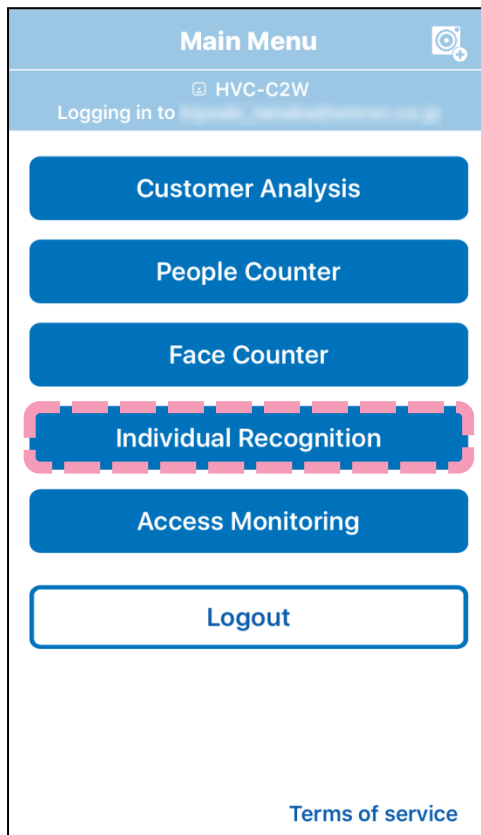 Main Menu
HVC-C2W
Logging in to
Customer Analysis
People Counter
Face Counter
Individual Recognition
Access Monitoring
Logout
Terms of service